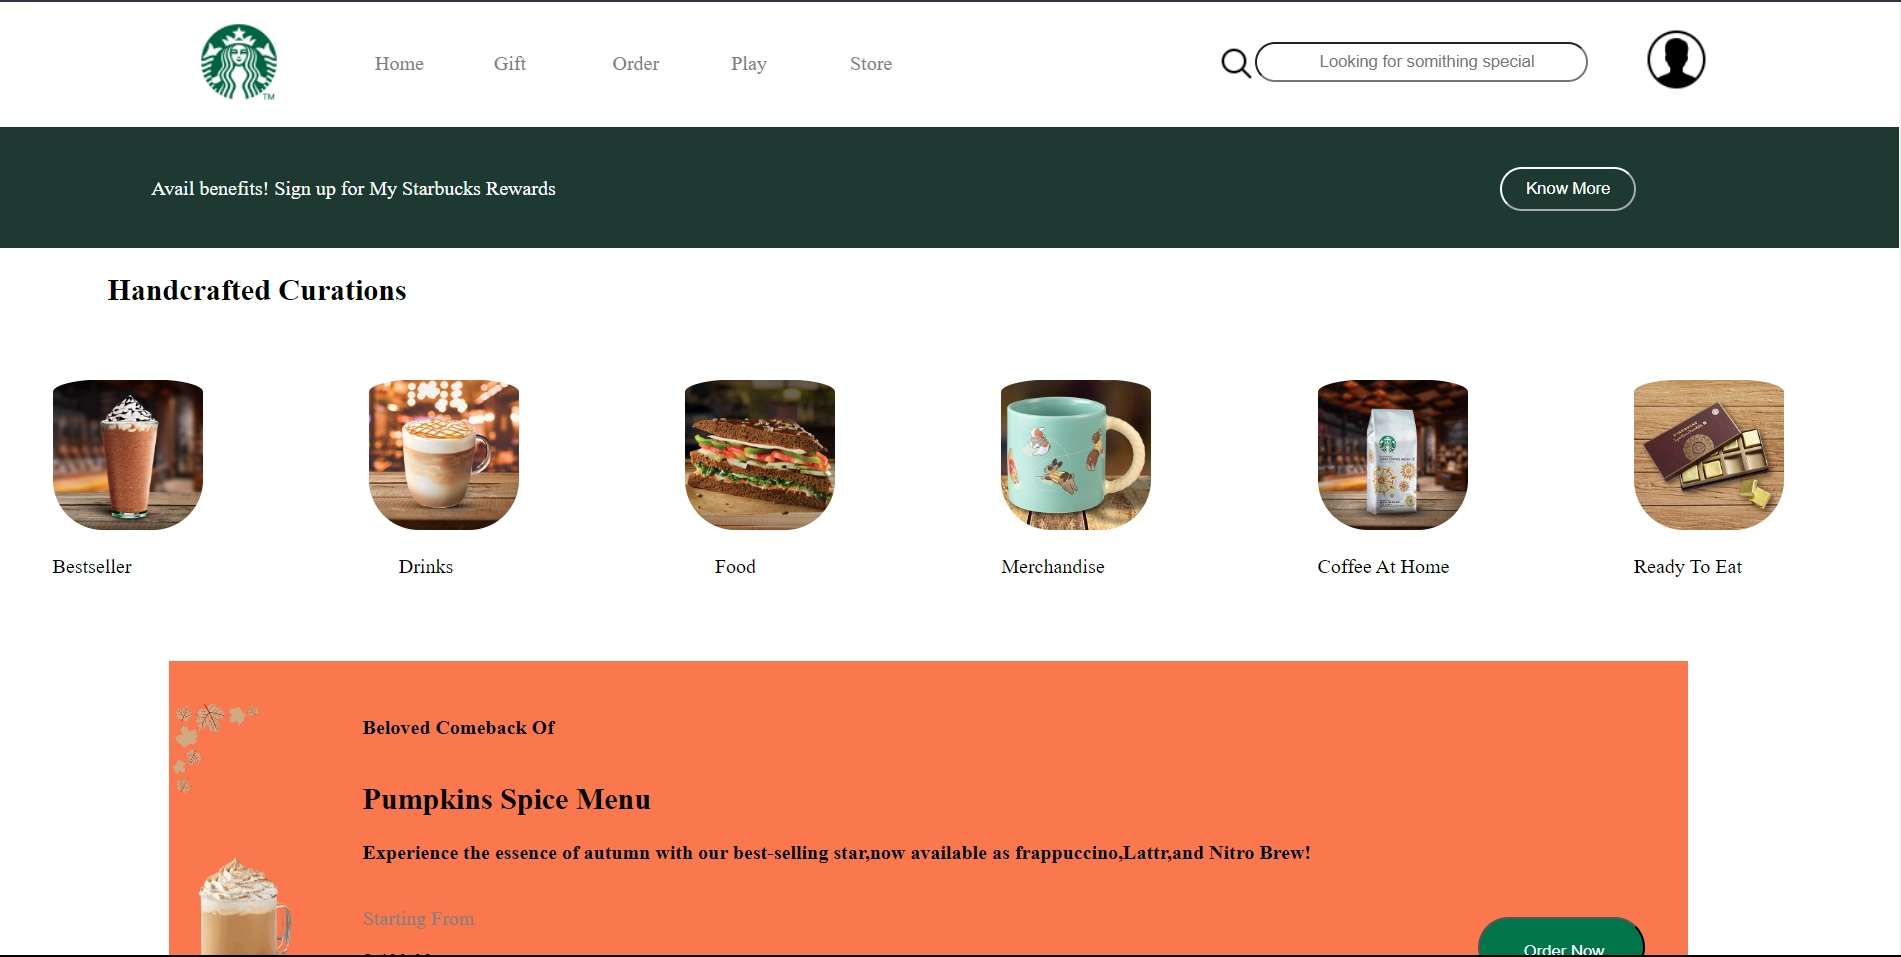 TM
Home Gift Order Play Store
Looking for somithing special
Avail benefits! Sign up for My Starbucks Rewards
Know More
Handcrafted Curations
Bestseller Drinks Food Merchandise Coffee At Home Ready To Eat
Beloved Comeback Of
Pumpkins Spice Menu
Experience the essence of autumn with our best-selling star,now available as frappuccino,Lattr,and Nitro Brew!
Starting From
Order Now